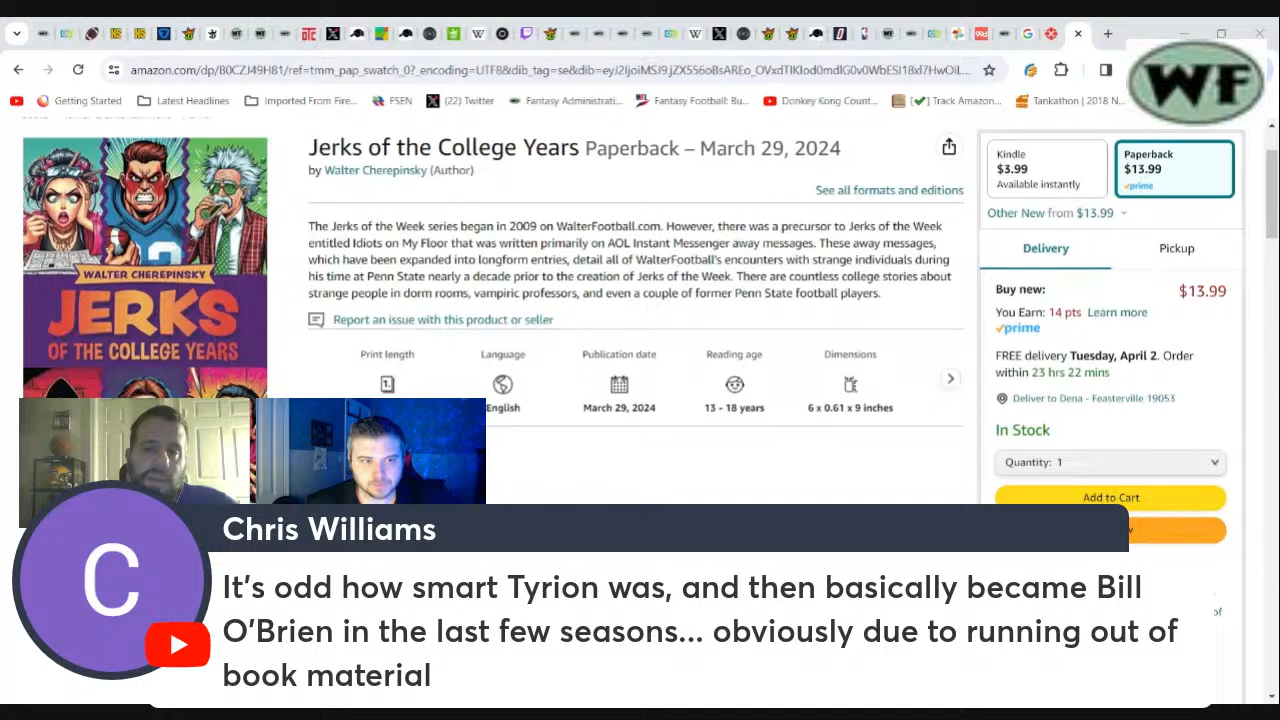 amazon.com/dp/B0CZJ49H81/ref=tmm_pap_swatch_0?_encoding=UTF8&dib_tag=se&dib=
WF
Getting Started
Latest Headlines
Imported From Fire...
FSEN
(22) Twitter
Fantasy Administrati...
Fantasy Football: Bu...
Donkey Kong Count...
[✔] Track Amazon...
Tankathon | 2018 N...
Jerks of the College Years Paperback – March 29, 2024
by Walter Cherepinsky (Author)
See all formats and editions
The Jerks of the Week series began in 2009 on WalterFootball.com. However, there was a precursor to Jerks of the Week
entitled Idiots on My Floor that was written primarily on AOL Instant Messenger away messages. These away messages,
which have been expanded into longform entries, detail all of WalterFootball's encounters with strange individuals during
his time at Penn State nearly a decade prior to the creation of Jerks of the Week. There are countless college stories about
strange people in dorm rooms, vampiric professors, and even a couple of former Penn State football players.
Report an issue with this product or seller
Print length
Language
Publication date
Reading age
Dimensions
English
March 29, 2024
13 - 18 years
6 x 0.61 x 9 inches
WALTER CHEREPINSKY
JERKS
OF THE COLLEGE YEARS
Kindle
$3.99
Available instantly
Paperback
$13.99
prime
Other New from $13.99
Delivery
Pickup
Buy new:
$13.99
You Earn: 14 pts Learn more
prime
FREE delivery Tuesday, April 2. Order
within 23 hrs 22 mins
Deliver to Dena - Feasterville 19053
In Stock
Quantity: 1
Add to Cart
C
Chris Williams
It's odd how smart Tyrion was, and then basically became Bill
O'Brien in the last few seasons... obviously due to running out of
book material
of